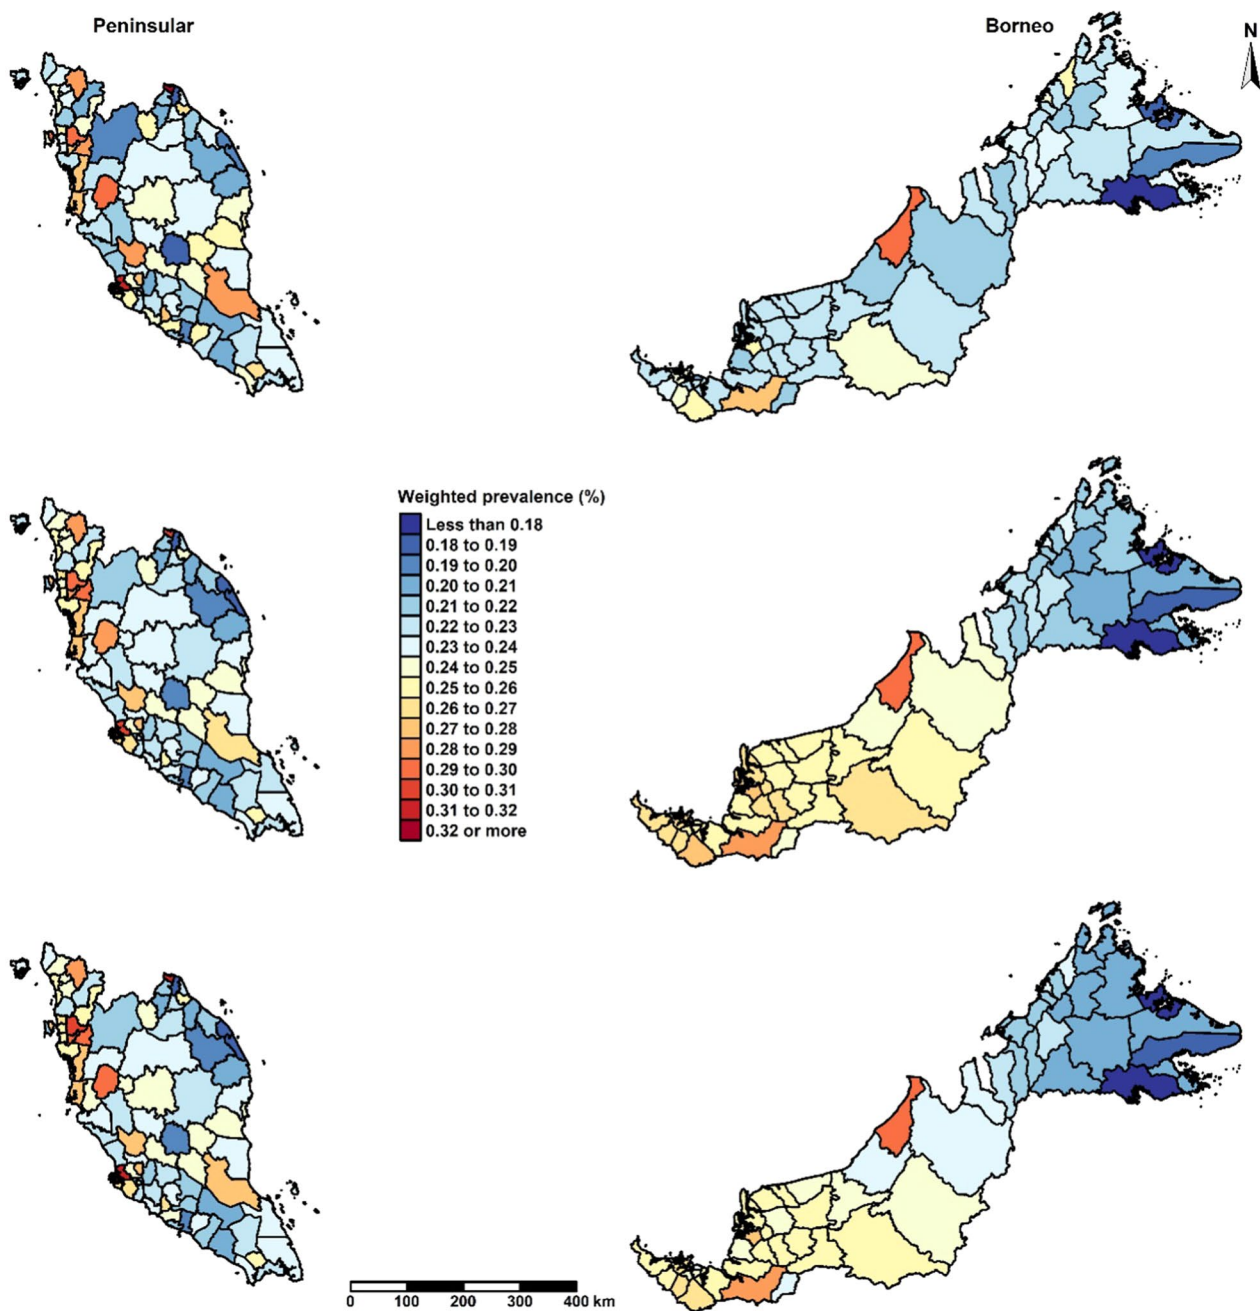 Peninsular
Borneo
N
Weighted prevalence (%)
Less than 0.18
0.18 to 0.19
0.19 to 0.20
0.20 to 0.21
0.21 to 0.22
0.22 to 0.23
0.23 to 0.24
0.24 to 0.25
0.25 to 0.26
0.26 to 0.27
0.27 to 0.28
0.28 to 0.29
0.29 to 0.30
0.30 to 0.31
0.31 to 0.32
0.32 or more
0 100 200 300 400 km